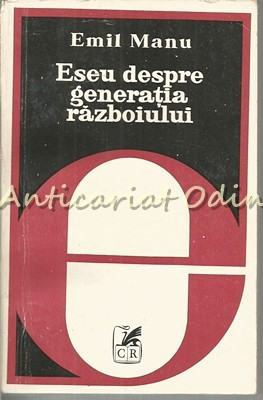 Emil Manu
Eseu despre
generația
războiului
Anticariat Odin
CR